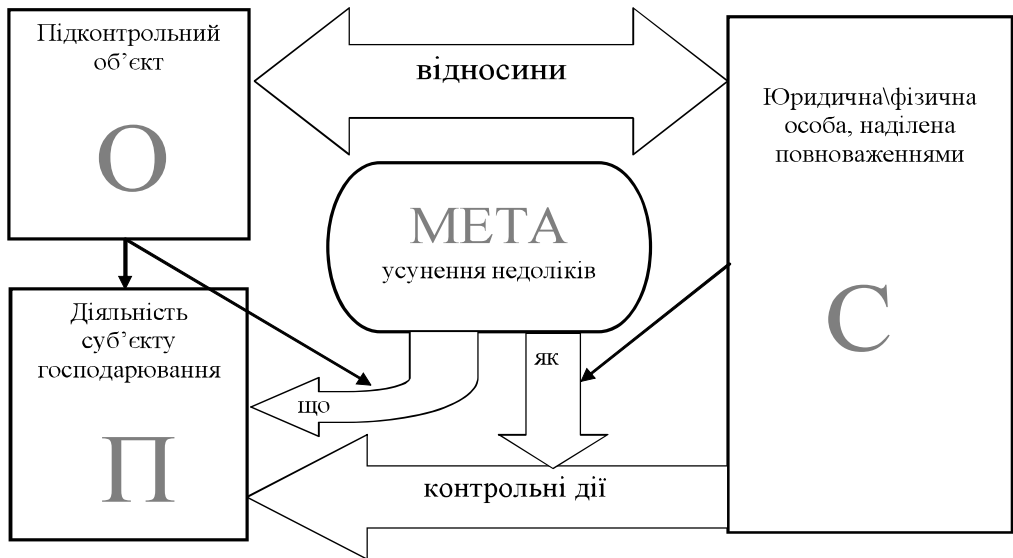 Підконтрольний
об’єкт
О
відносини
Юридична\фізична
особа, наділена
повноваженнями
С
МЕТА
усунення недоліків
Діяльність
суб’єкту
господарювання
П
що
як
контрольні дії